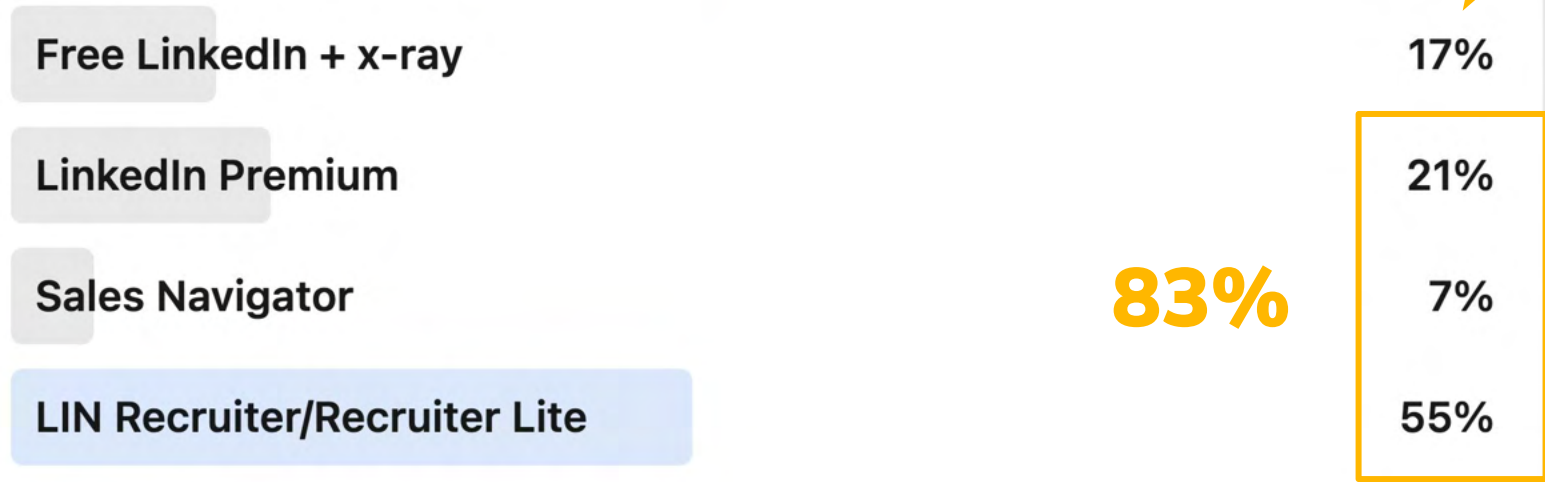 Free LinkedIn + x-ray 17%
LinkedIn Premium 21%
Sales Navigator 83% 7%
LIN Recruiter/Recruiter Lite 55%